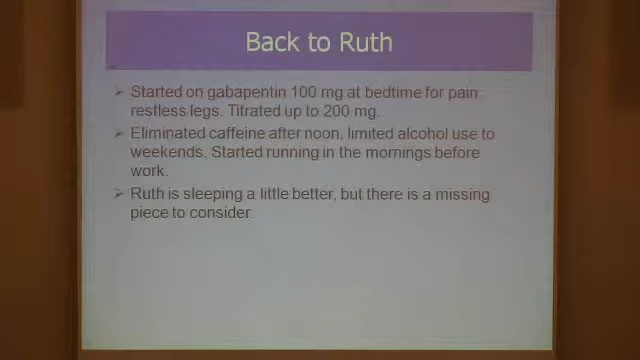 Back to Ruth
Started on gabapentin 100 mg at bedtime for pain
restless legs. Titrated up to 200 mg.
Eliminated caffeine after noon, limited alcohol use to
weekends. Started running in the mornings before
work.
Ruth is sleeping a little better, but there is a missing
piece to consider.